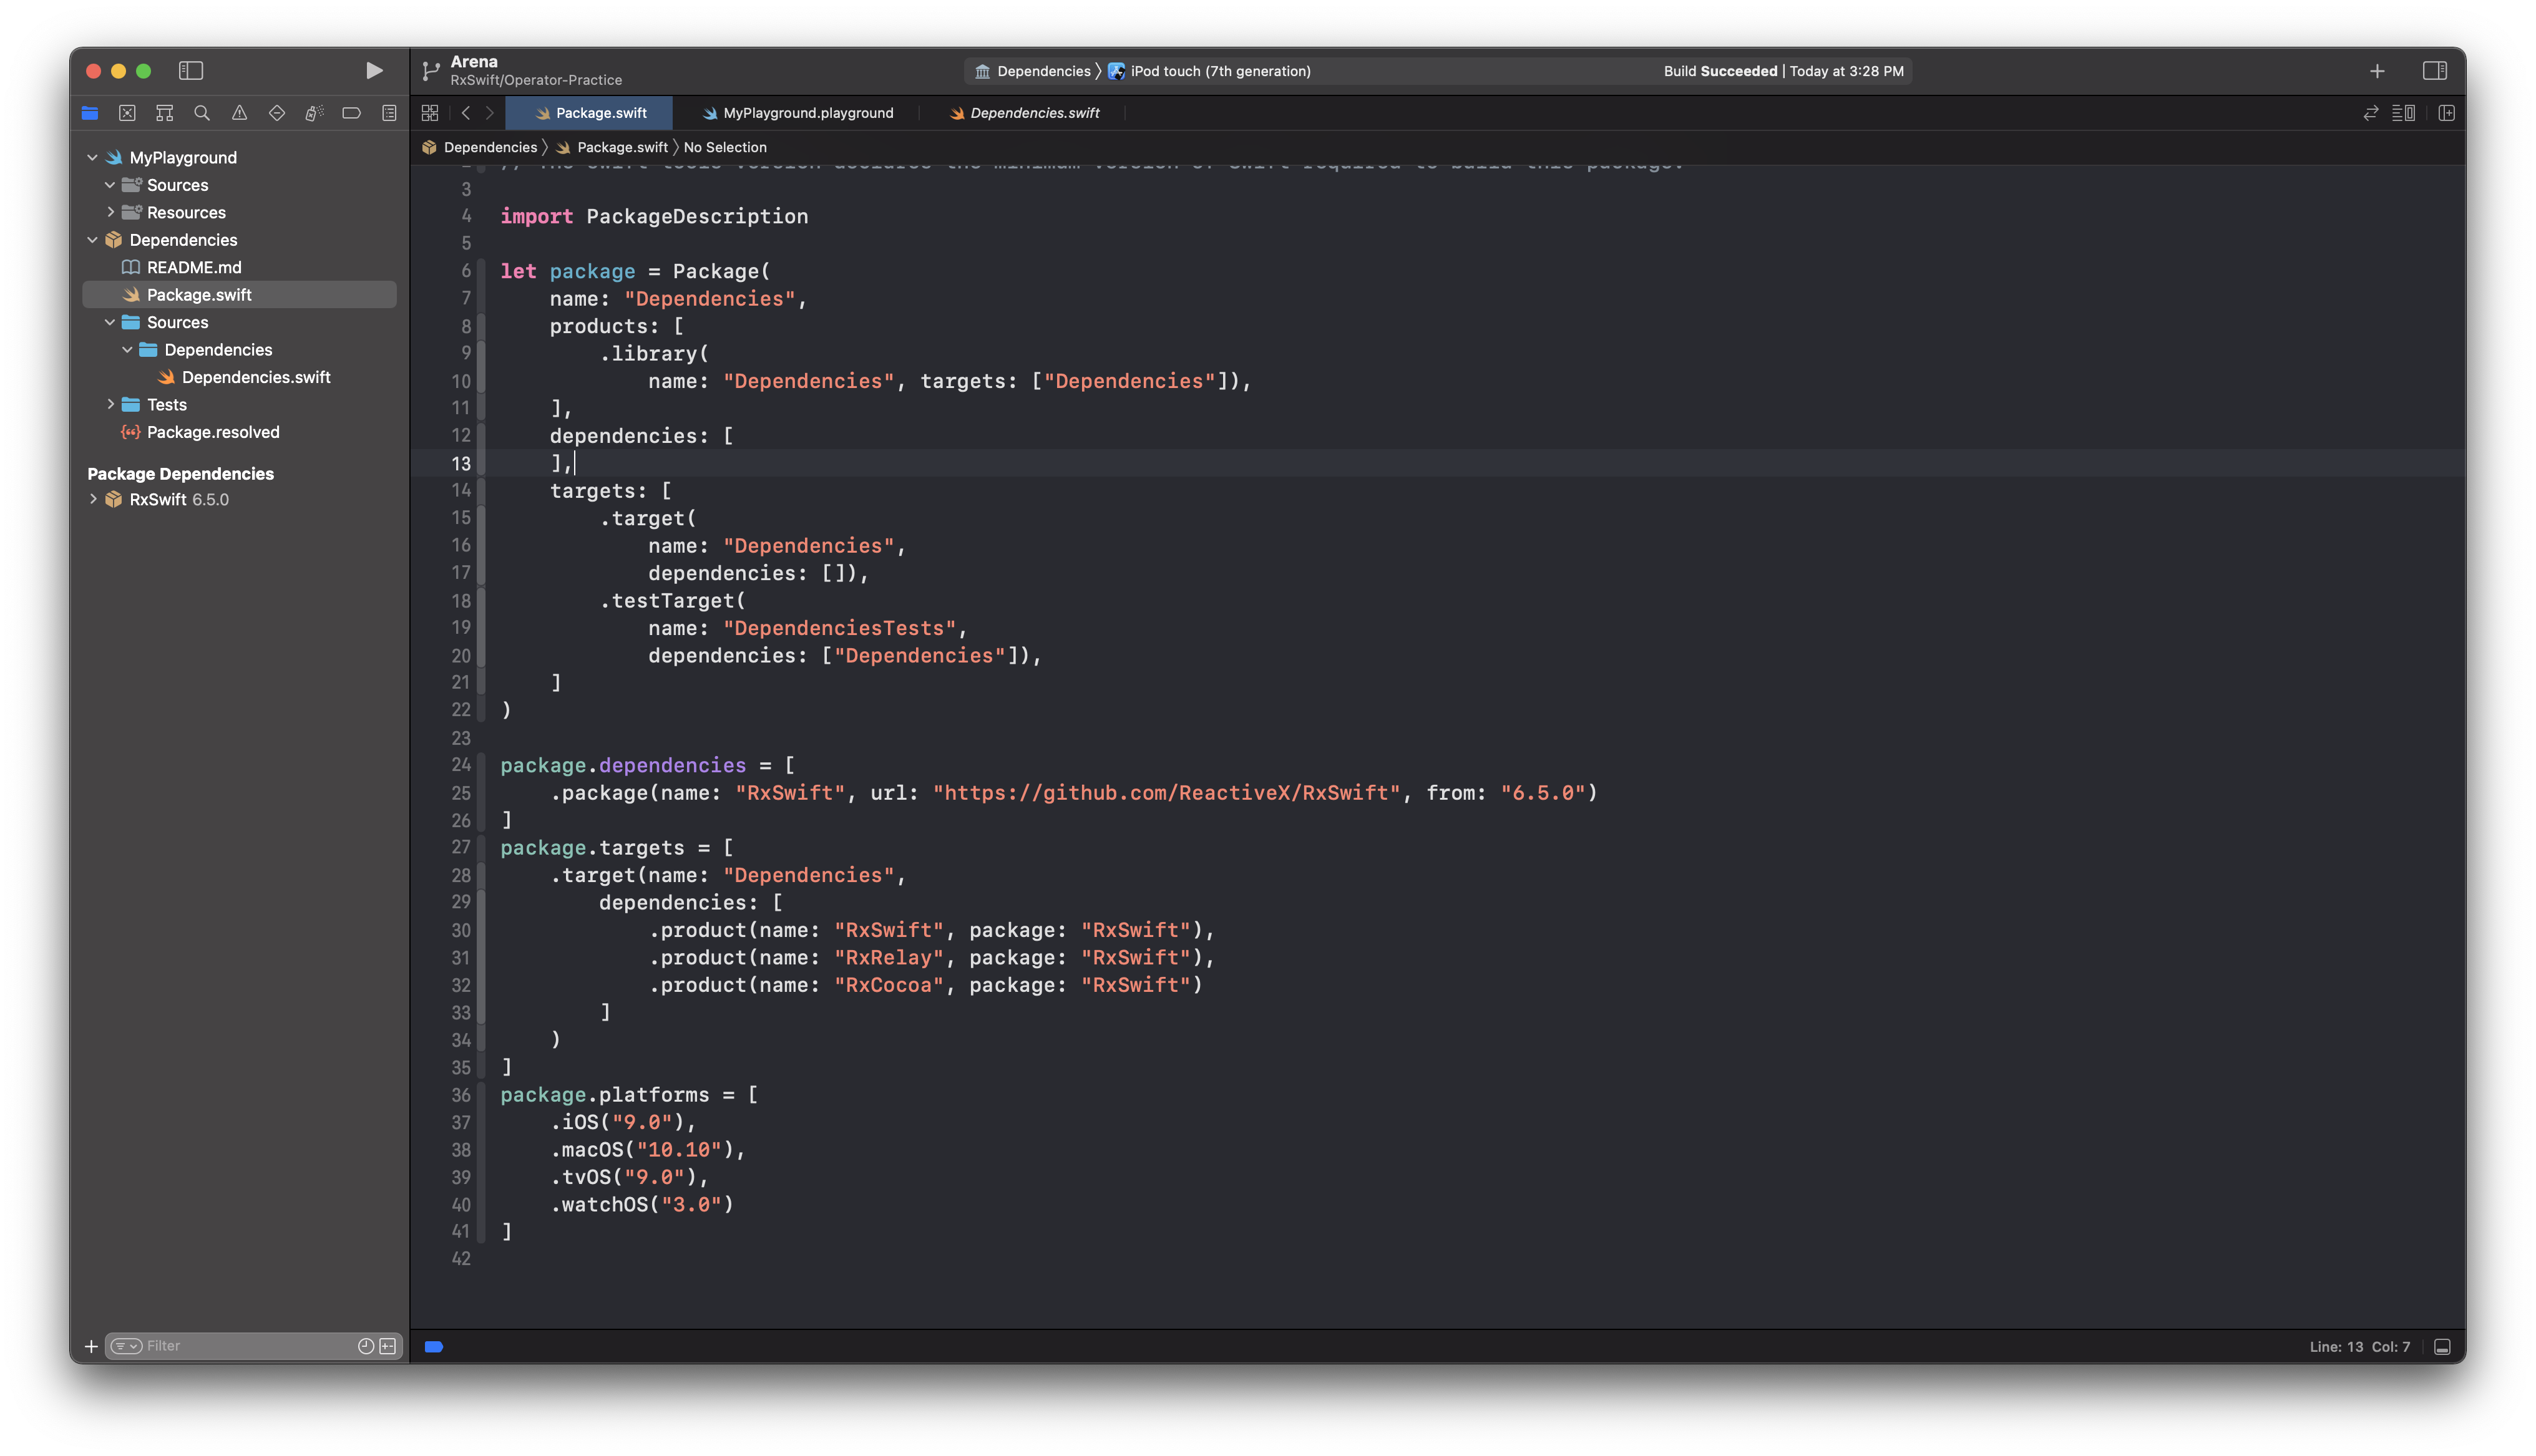 Arena
RxSwift/Operator-Practice
Dependencies
iPod touch (7th generation)
Build Succeeded | Today at 3:28 PM
Package.swift
MyPlayground.playground
Dependencies.swift
Dependencies
Package.swift
No Selection
MyPlayground
Sources
Resources
Dependencies
README.md
Package.swift
Sources
Dependencies
Dependencies.swift
Tests
Package.resolved
Package Dependencies
RxSwift 6.5.0
Filter
2 // The swift-tools-version declares the minimum version of Swift required to build this package.
3
4 import PackageDescription
5
6 let package = Package(
7     name: "Dependencies",
8     products: [
9         .library(
10             name: "Dependencies", targets: ["Dependencies"]),
11     ],
12     dependencies: [
13     ],
14     targets: [
15         .target(
16             name: "Dependencies",
17             dependencies: []),
18         .testTarget(
19             name: "DependenciesTests",
20             dependencies: ["Dependencies"]),
21     ]
22 )
23
24 package.dependencies = [
25     .package(name: "RxSwift", url: "https://github.com/ReactiveX/RxSwift", from: "6.5.0")
26 ]
27 package.targets = [
28     .target(name: "Dependencies",
29         dependencies: [
30             .product(name: "RxSwift", package: "RxSwift"),
31             .product(name: "RxRelay", package: "RxSwift"),
32             .product(name: "RxCocoa", package: "RxSwift")
33         ]
34     )
35 ]
36 package.platforms = [
37     .iOS("9.0"),
38     .macOS("10.10"),
39     .tvOS("9.0"),
40     .watchOS("3.0")
41 ]
42
Line: 13 Col: 7